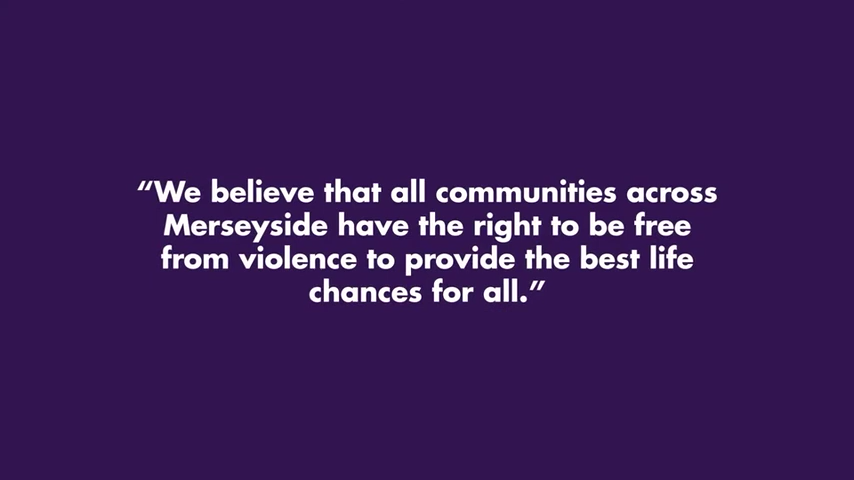 “We believe that all communities across
Merseyside have the right to be free
from violence to provide the best life
chances for all.”